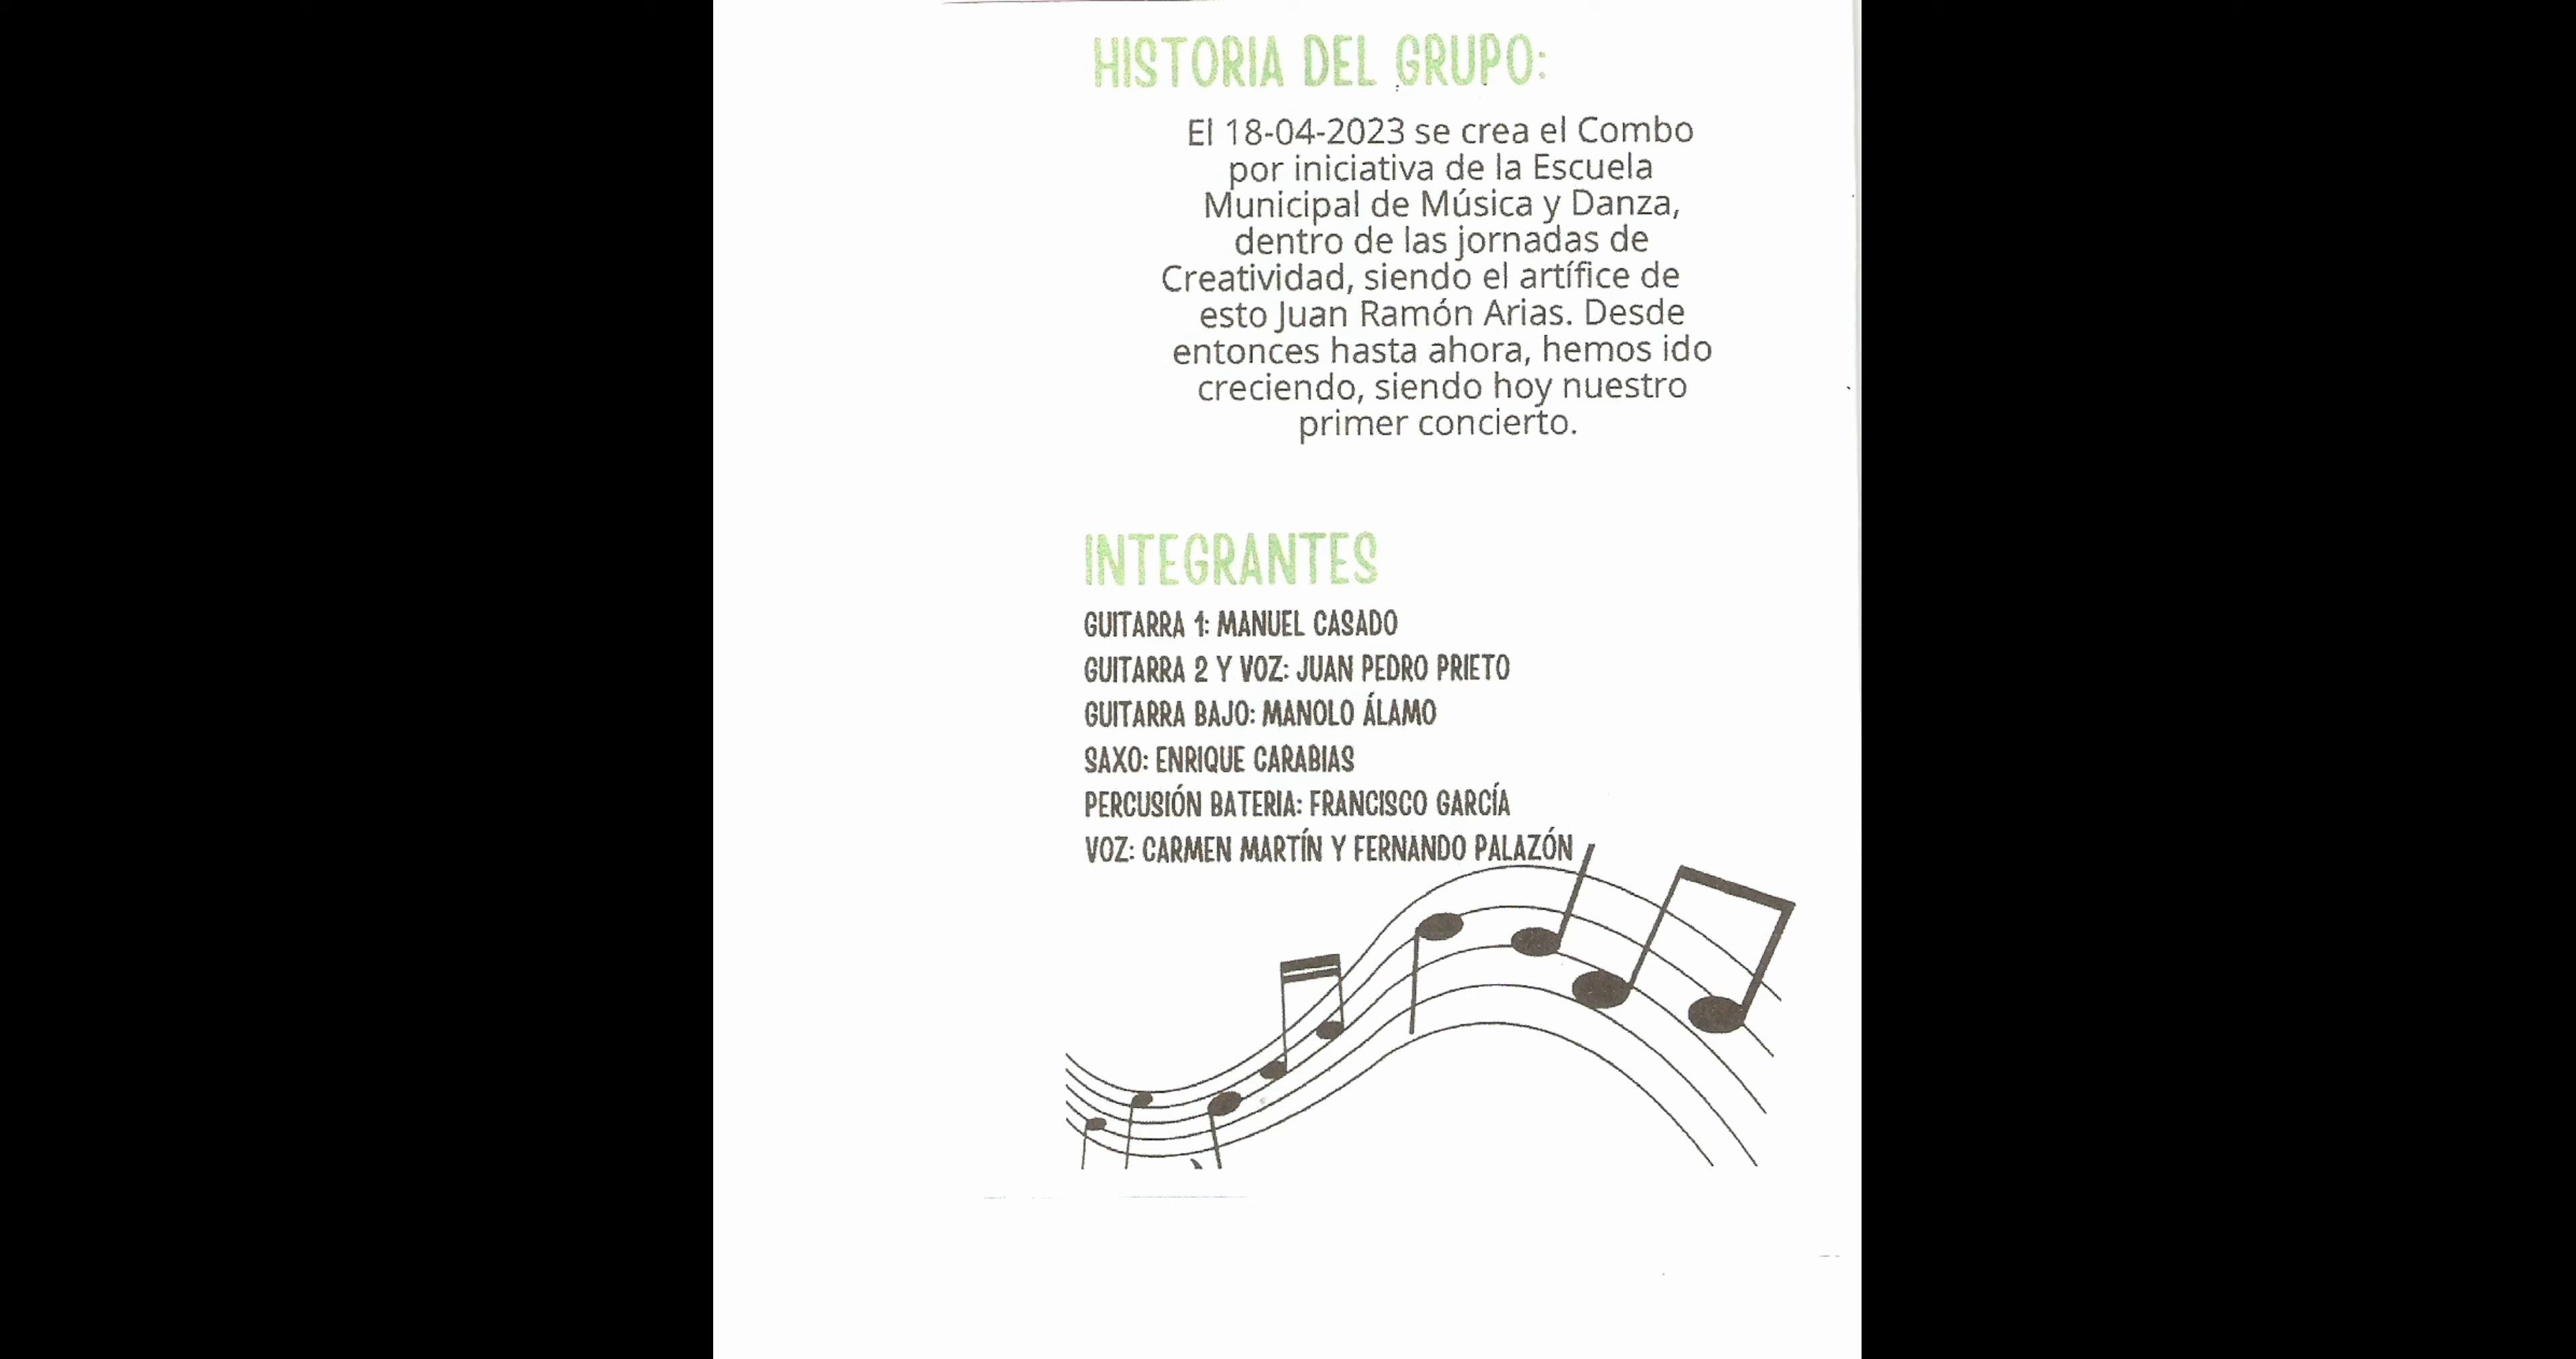 HISTORIA DEL GRUPO:
El 18-04-2023 se crea el Combo
por iniciativa de la Escuela
Municipal de Música y Danza,
dentro de las jornadas de
Creatividad, siendo el artífice de
esto Juan Ramón Arias. Desde
entonces hasta ahora, hemos ido
creciendo, siendo hoy nuestro
primer concierto.
INTEGRANTES
GUITARRA 1: MANUEL CASADO
GUITARRA 2 Y VOZ: JUAN PEDRO PRIETO
GUITARRA BAJO: MANOLO ÁLAMO
SAXO: ENRIQUE CARABIAS
PERCUSIÓN BATERIA: FRANCISCO GARCÍA
VOZ: CARMEN MARTÍN Y FERNANDO PALAZÓN